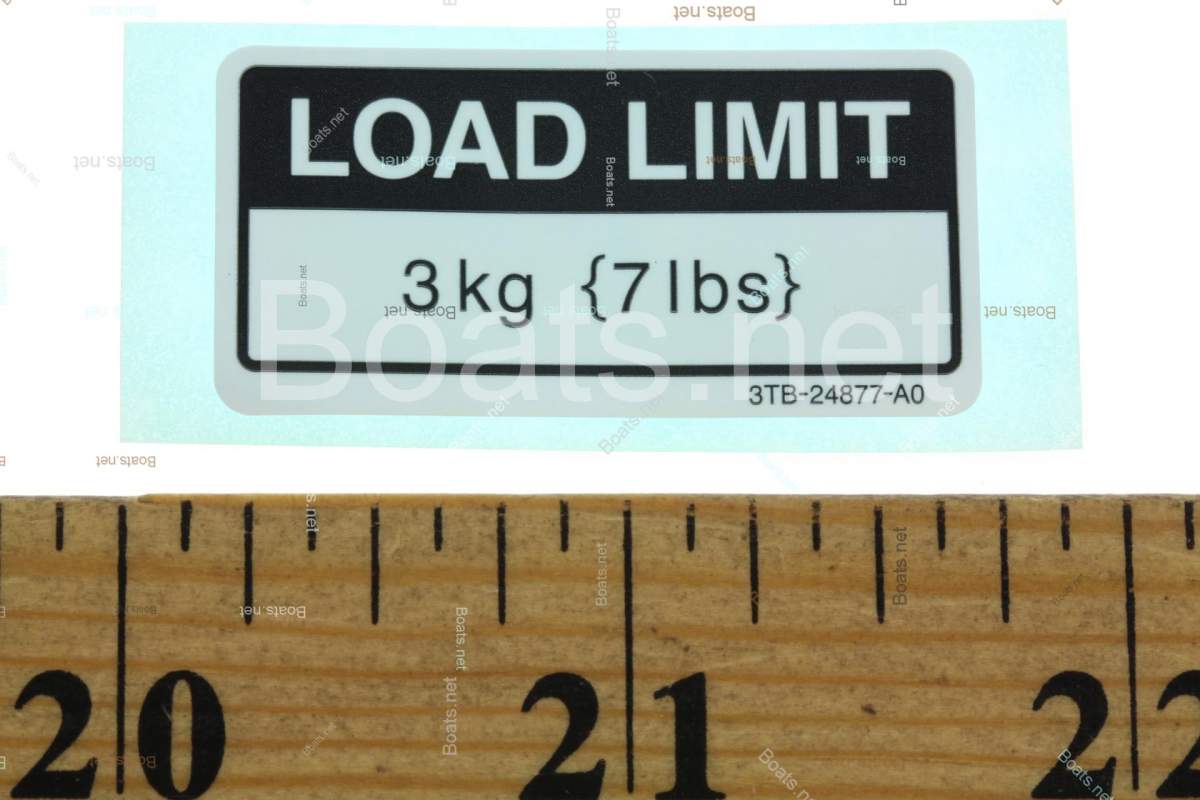 LOAD LIMIT
3kg {7lbs}
3TB-24877-A0
Boats.net
20
21
22